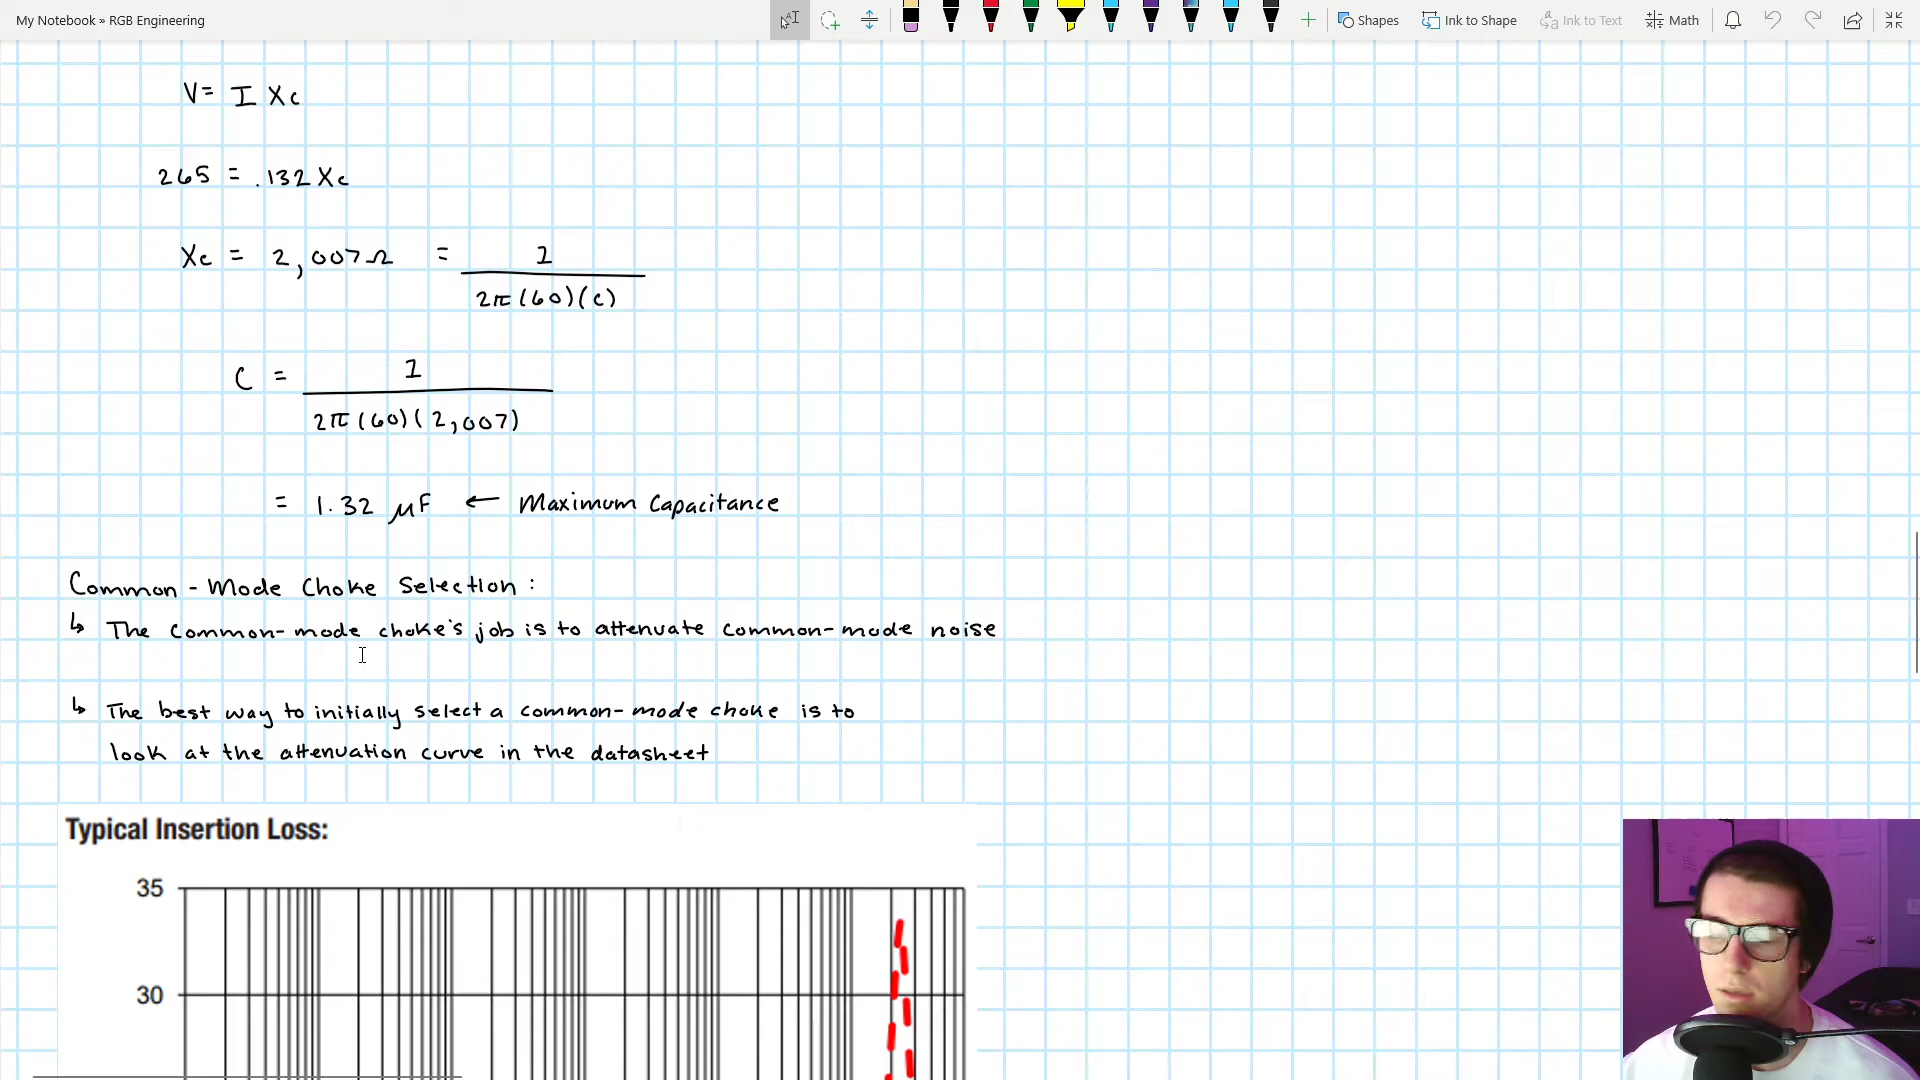 My Notebook » RGB Engineering
Shapes
Ink to Shape
Ink to Text
Math
V= I Xc
265 = .132 Xc
Xc = 2,007Ω = 1
2π(60)(c)
C = 1
2π(60)(2,007)
= 1.32 μF ← Maximum Capacitance
Common-Mode Choke Selection:
↳ The common-mode choke's job is to attenuate common-mode noise
↳ The best way to initially select a common-mode choke is to
look at the attenuation curve in the datasheet
Typical Insertion Loss:
35
30